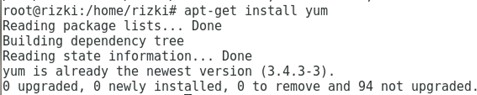 root@rizki:/home/rizki# apt-get install yum
Reading package lists... Done
Building dependency tree
Reading state information... Done
yum is already the newest version (3.4.3-3).
0 upgraded, 0 newly installed, 0 to remove and 94 not upgraded.